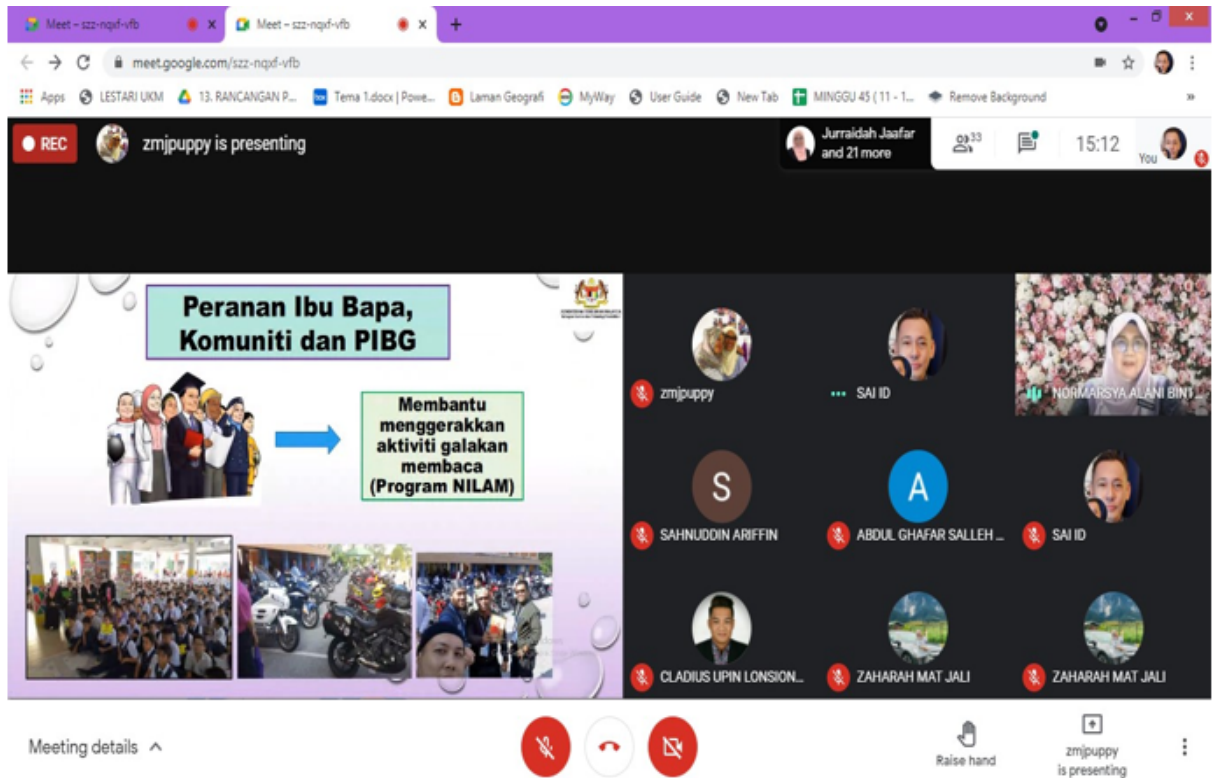 Meet – szz-nqxf-vfb
Meet – szz-nqxf-vfb
meet.google.com/szz-nqxf-vfb
Apps
LESTARI UKM
13. RANCANGAN P...
Tema 1.docx | Powe...
Laman Geografi
MyWay
User Guide
New Tab
MINGGU 45 ( 11 - 1...
Remove Background
»
REC
zmjpuppy is presenting
Jurraidah Jaafar
and 21 more
33
15:12
You
Peranan Ibu Bapa,
Komuniti dan PIBG
Membantu
menggerakkan
aktiviti galakan
membaca
(Program NILAM)
zmjpuppy
SAI ID
NORMARSYA ALANI BINT...
S
SAHNUDDIN ARIFFIN
A
ABDUL GHAFAR SALLEH ...
SAI ID
CLADIUS UPIN LONSION...
ZAHARAH MAT JALI
ZAHARAH MAT JALI
Meeting details
Raise hand
zmjpuppy
is presenting